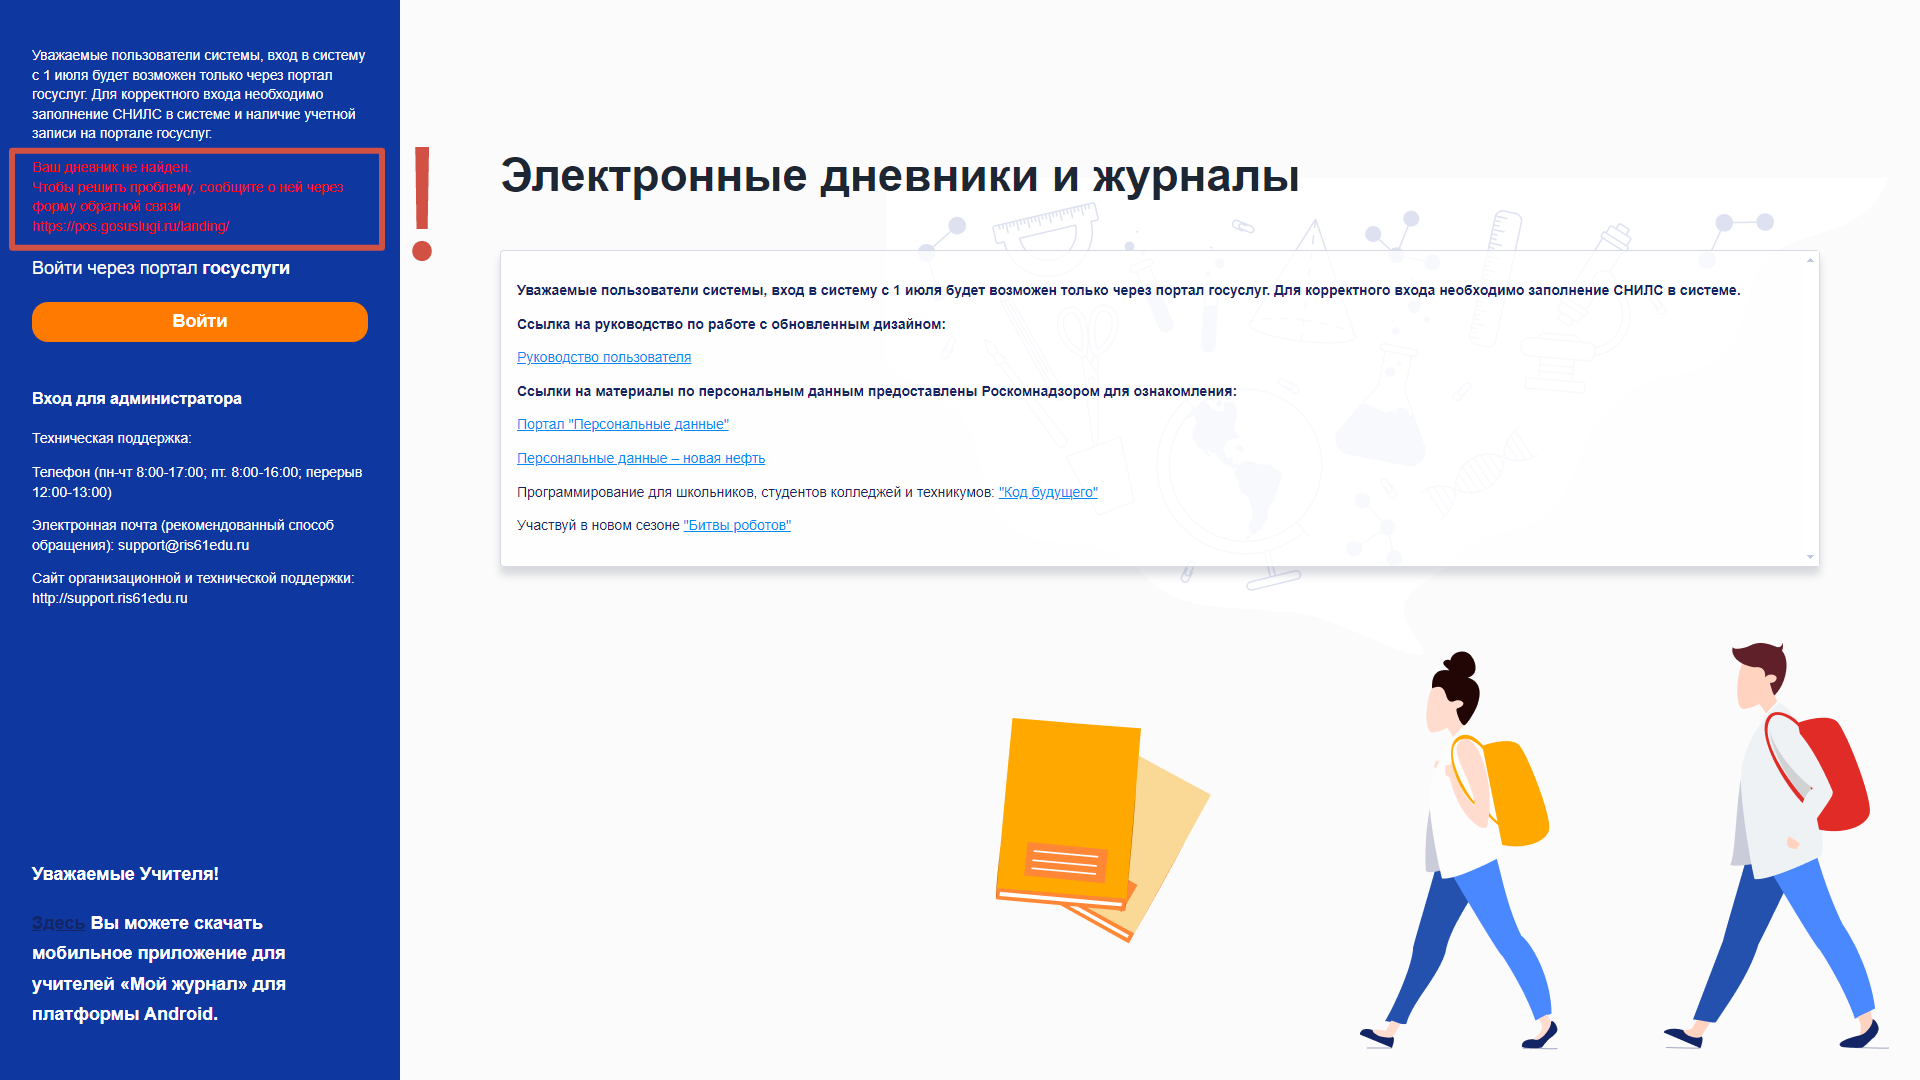 Уважаемые пользователи системы, вход в систему
с 1 июля будет возможен только через портал
госуслуг. Для корректного входа необходимо
заполнение СНИЛС в системе и наличие учетной
записи на портале госуслуг.
Ваш дневник не найден.
Чтобы решить проблему, сообщите о ней через
форму обратной связи
https://pos.gosuslugi.ru/landing/
Войти через портал госуслуги
Войти
Вход для администратора
Техническая поддержка:
Телефон (пн-чт 8:00-17:00; пт. 8:00-16:00; перерыв
12:00-13:00)
Электронная почта (рекомендованный способ
обращения): support@ris61edu.ru
Сайт организационной и технической поддержки:
http://support.ris61edu.ru
Уважаемые Учителя!
Здесь Вы можете скачать
мобильное приложение для
учителей «Мой журнал» для
платформы Android.
!
Электронные дневники и журналы
Уважаемые пользователи системы, вход в систему с 1 июля будет возможен только через портал госуслуг. Для корректного входа необходимо заполнение СНИЛС в системе.
Ссылка на руководство по работе с обновленным дизайном:
Руководство пользователя
Ссылки на материалы по персональным данным предоставлены Роскомнадзором для ознакомления:
Портал "Персональные данные"
Персональные данные – новая нефть
Программирование для школьников, студентов колледжей и техникумов: "Код будущего"
Участвуй в новом сезоне "Битвы роботов"